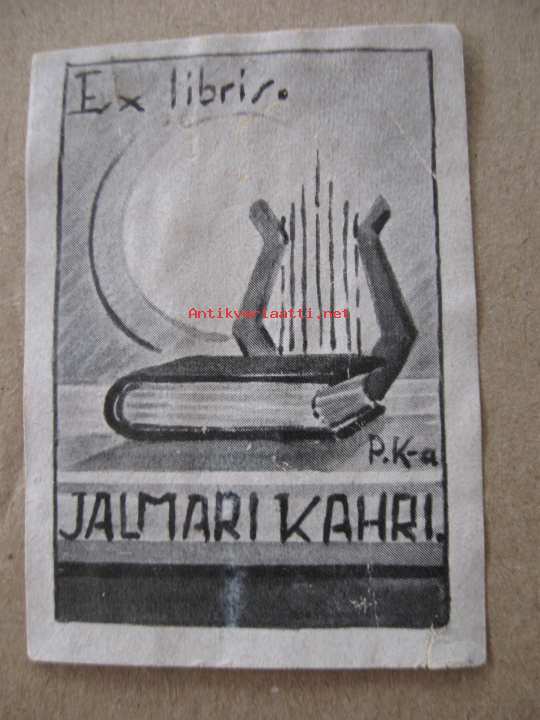 Ex libris.
Antikvariaatti.net
P.K-a
JALMARI KAHRI.